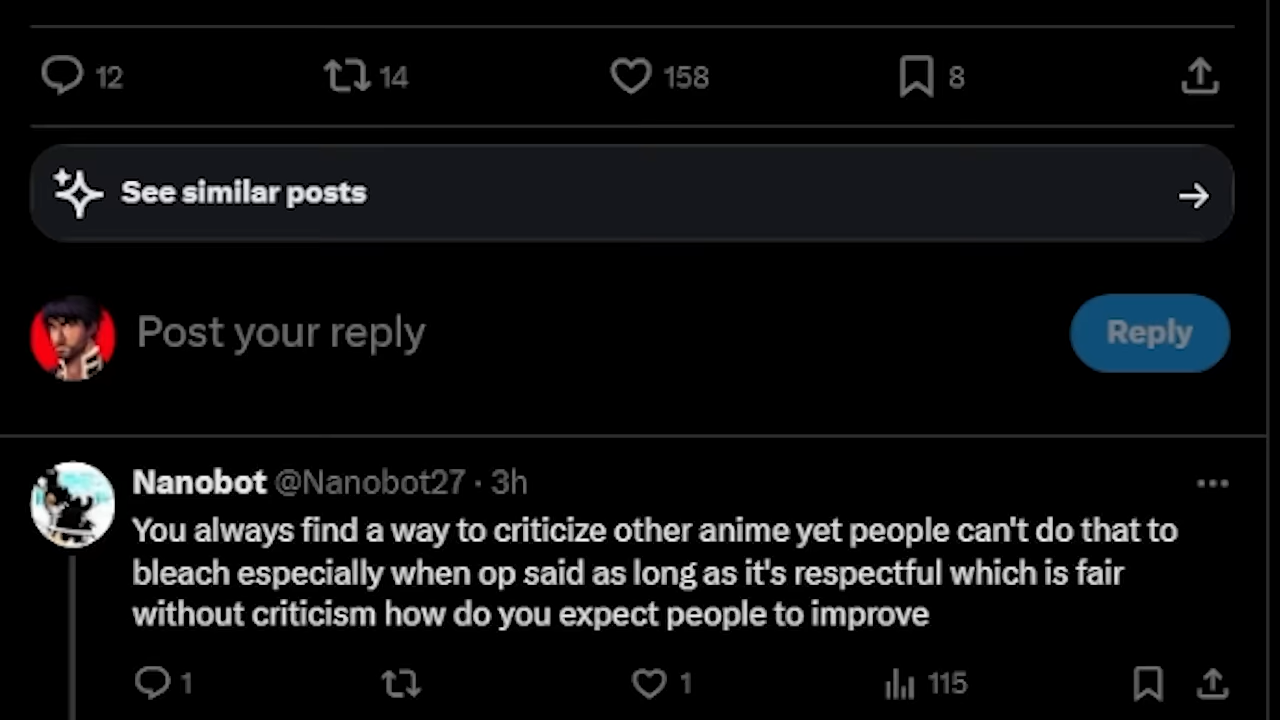 12 14 158 8
See similar posts
Post your reply Reply
Nanobot @Nanobot27 · 3h
You always find a way to criticize other anime yet people can't do that to
bleach especially when op said as long as it's respectful which is fair
without criticism how do you expect people to improve
1 1 115